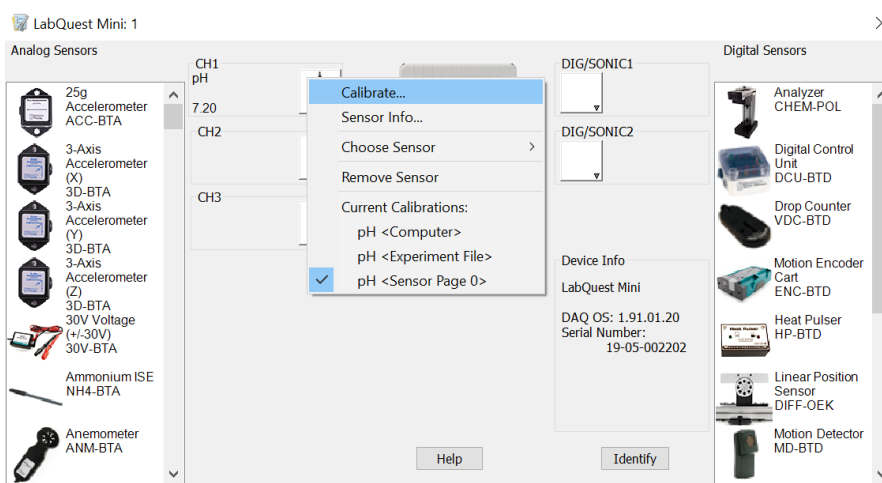 LabQuest Mini: 1
Analog Sensors
25g
Accelerometer
ACC-BTA
3-Axis
Accelerometer
(X)
3D-BTA
3-Axis
Accelerometer
(Y)
3D-BTA
3-Axis
Accelerometer
(Z)
3D-BTA
30V Voltage
(+/-30V)
30V-BTA
Ammonium ISE
NH4-BTA
Anemometer
ANM-BTA
CH1
pH
7.20
CH2
CH3
Calibrate...
Sensor Info...
Choose Sensor
Remove Sensor
Current Calibrations:
pH <Computer>
pH <Experiment File>
pH <Sensor Page 0>
DIG/SONIC1
DIG/SONIC2
Device Info
LabQuest Mini
DAQ OS: 1.91.01.20
Serial Number:
19-05-002202
Help
Identify
Digital Sensors
Analyzer
CHEM-POL
Digital Control
Unit
DCU-BTD
Drop Counter
VDC-BTD
Motion Encoder
Cart
ENC-BTD
Heat Pulser
Heat Pulser
HP-BTD
Linear Position
Sensor
DIFF-OEK
Motion Detector
MD-BTD